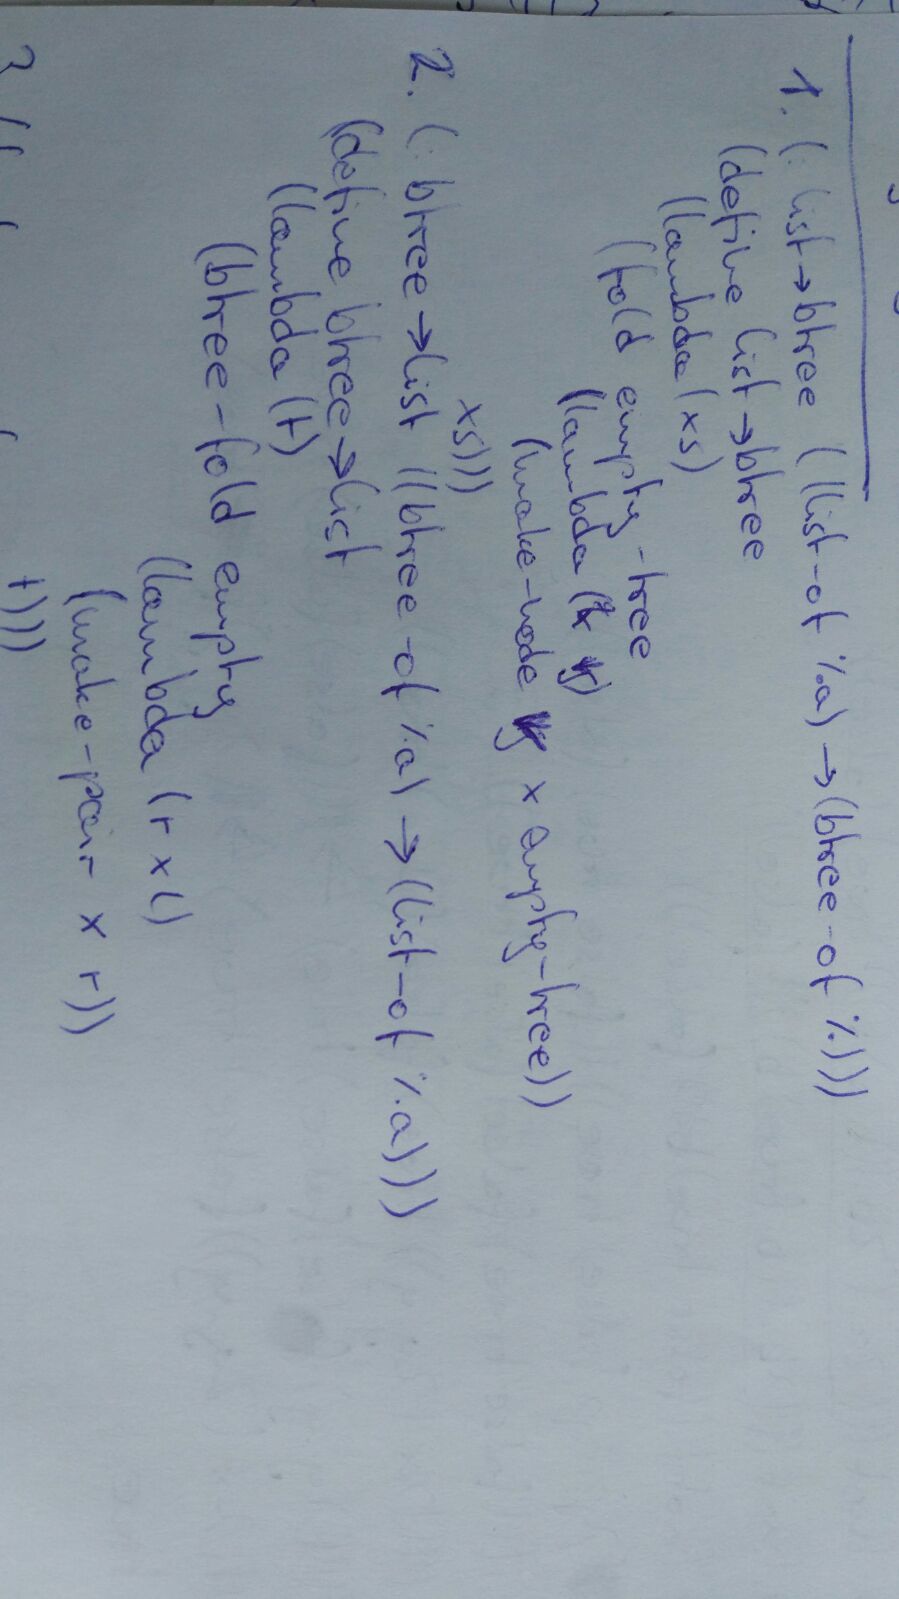 1. (: list→btree ((list-of %a) → (btree-of %)))
(define list→btree
(lambda (xs)
(fold empty-tree
(lambda (x y)
(make-node y x empty-tree))
xs)))
2. (: btree→list ((btree-of %a) → (list-of %a)))
(define btree→list
(lambda (t)
(btree-fold empty
(lambda (r x l)
(make-pair x r))
t)))